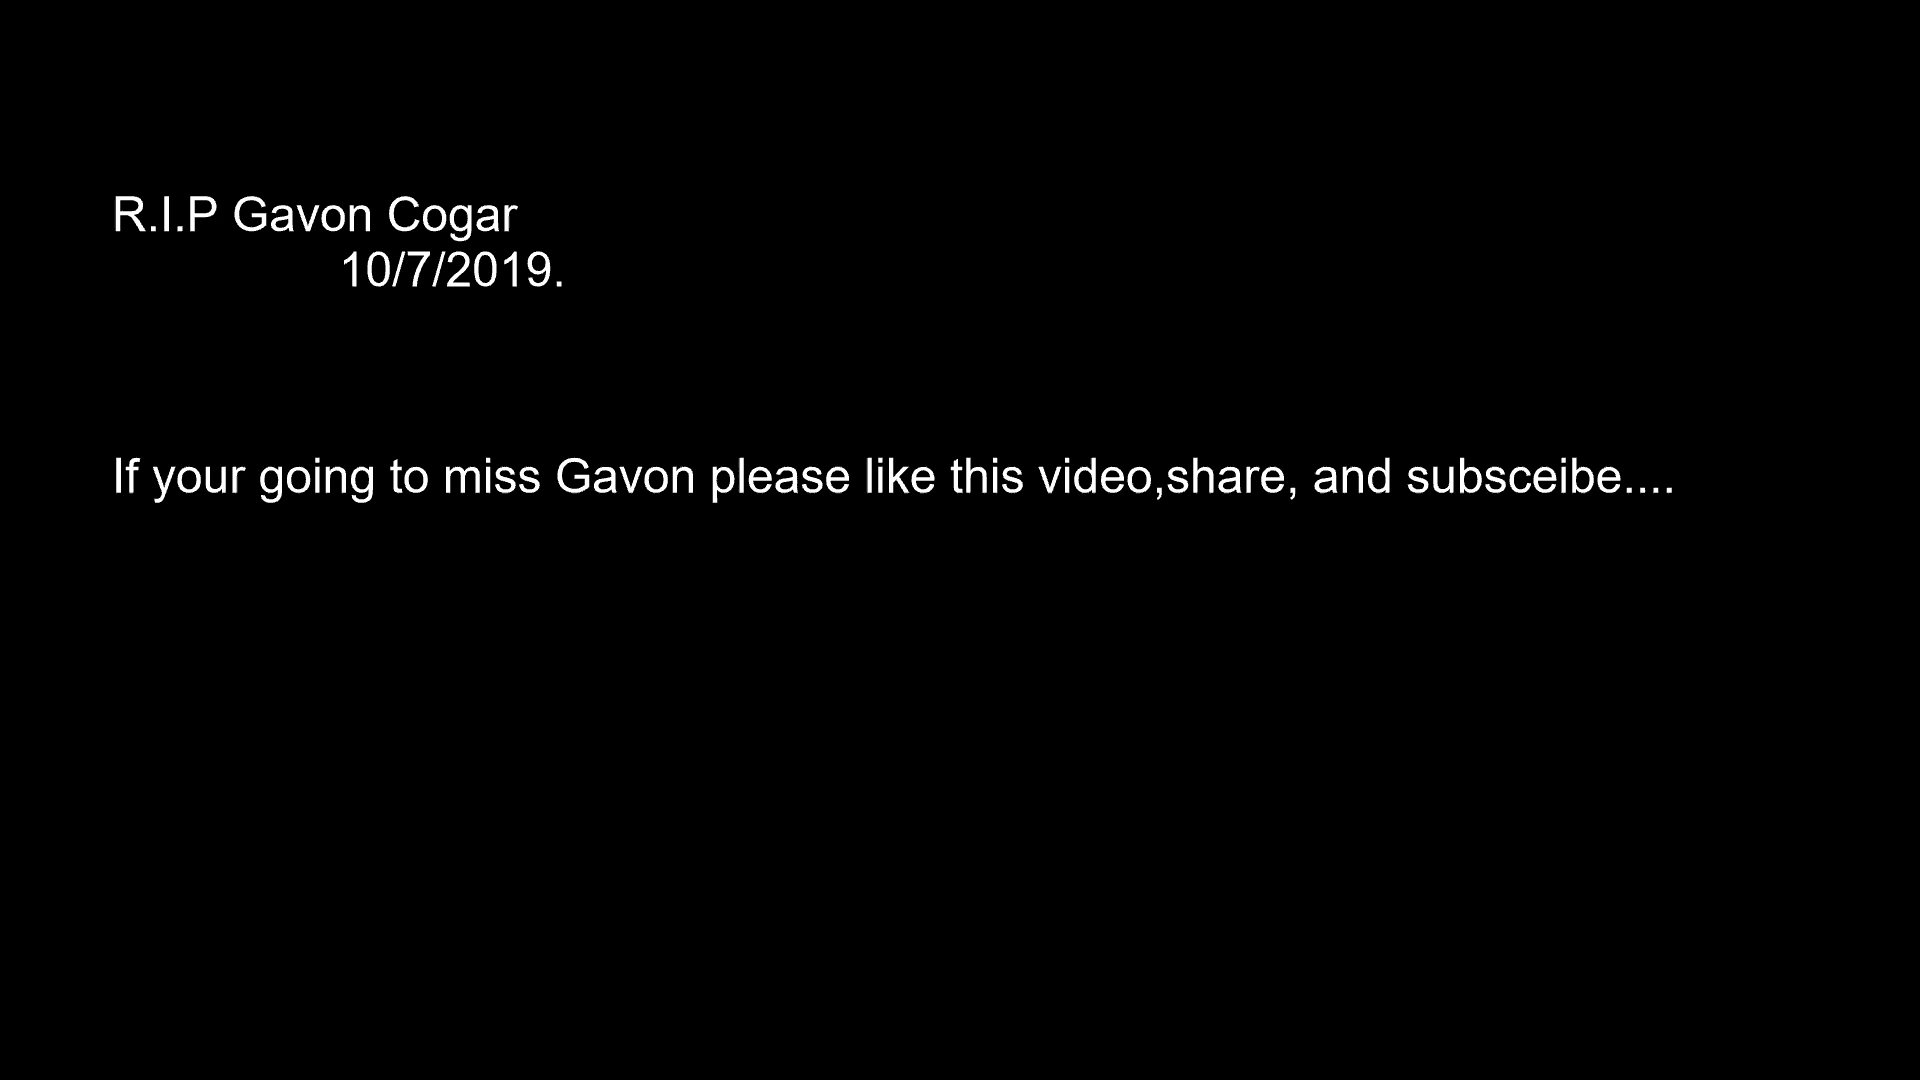 R.I.P Gavon Cogar
10/7/2019.
If your going to miss Gavon please like this video,share, and subsceibe....